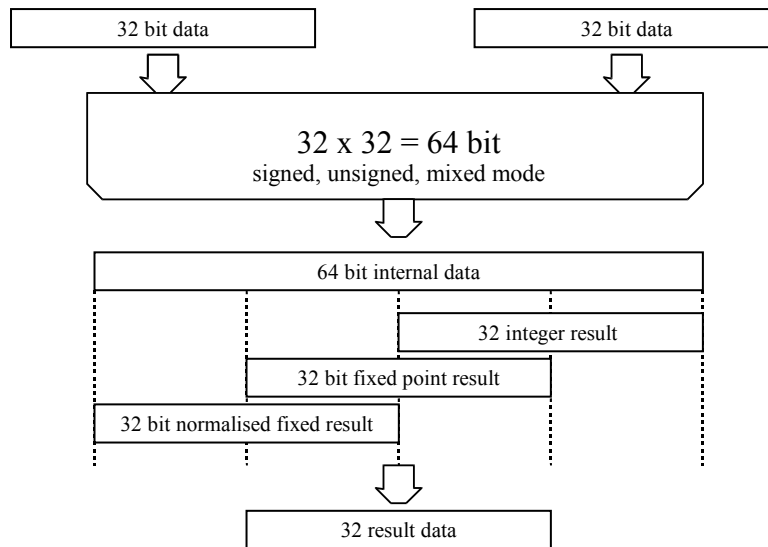 32 bit data
32 bit data
32 x 32 = 64 bit
signed, unsigned, mixed mode
64 bit internal data
32 integer result
32 bit fixed point result
32 bit normalised fixed result
32 result data